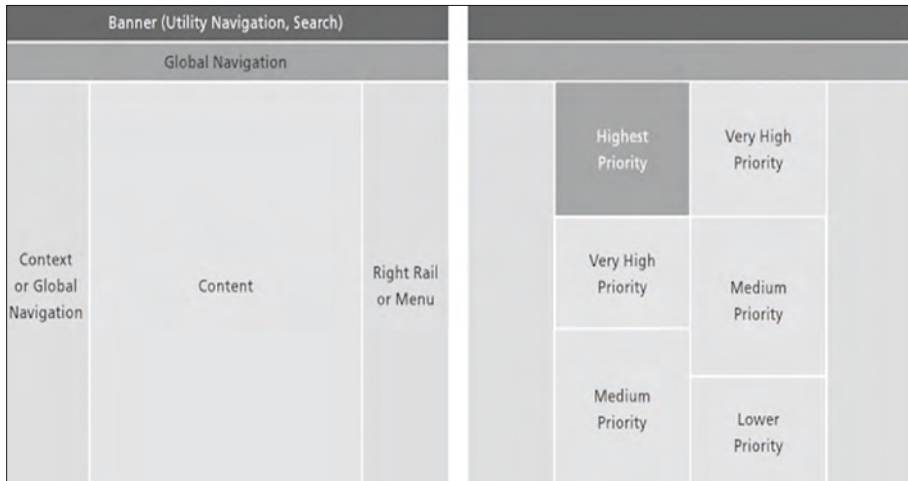 Banner (Utility Navigation, Search)
Global Navigation
Context
or Global
Navigation
Content
Right Rail
or Menu
Highest
Priority
Very High
Priority
Very High
Priority
Medium
Priority
Medium
Priority
Lower
Priority